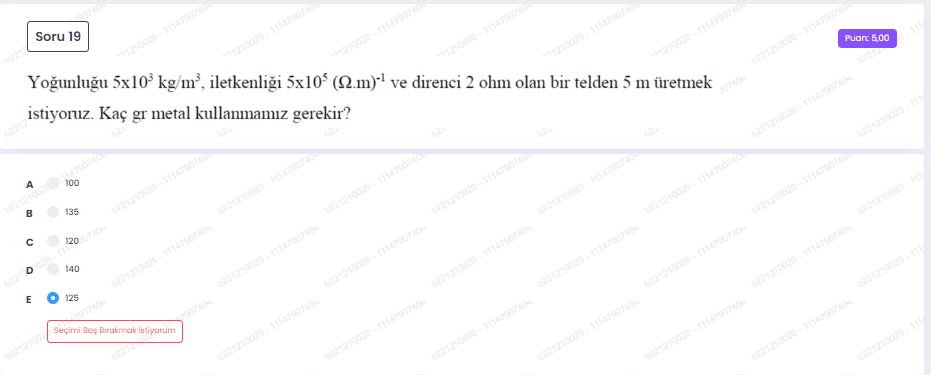 Soru 19
Puan: 5,00
Yoğunluğu 5x10³ kg/m³, iletkenliği 5x10⁵ (Ω.m)⁻¹ ve direnci 2 ohm olan bir telden 5 m üretmek
istiyoruz. Kaç gr metal kullanmamız gerekir?
A 100
B 135
C 120
D 140
E 125
Seçimi Boş Bırakmak İstiyorum